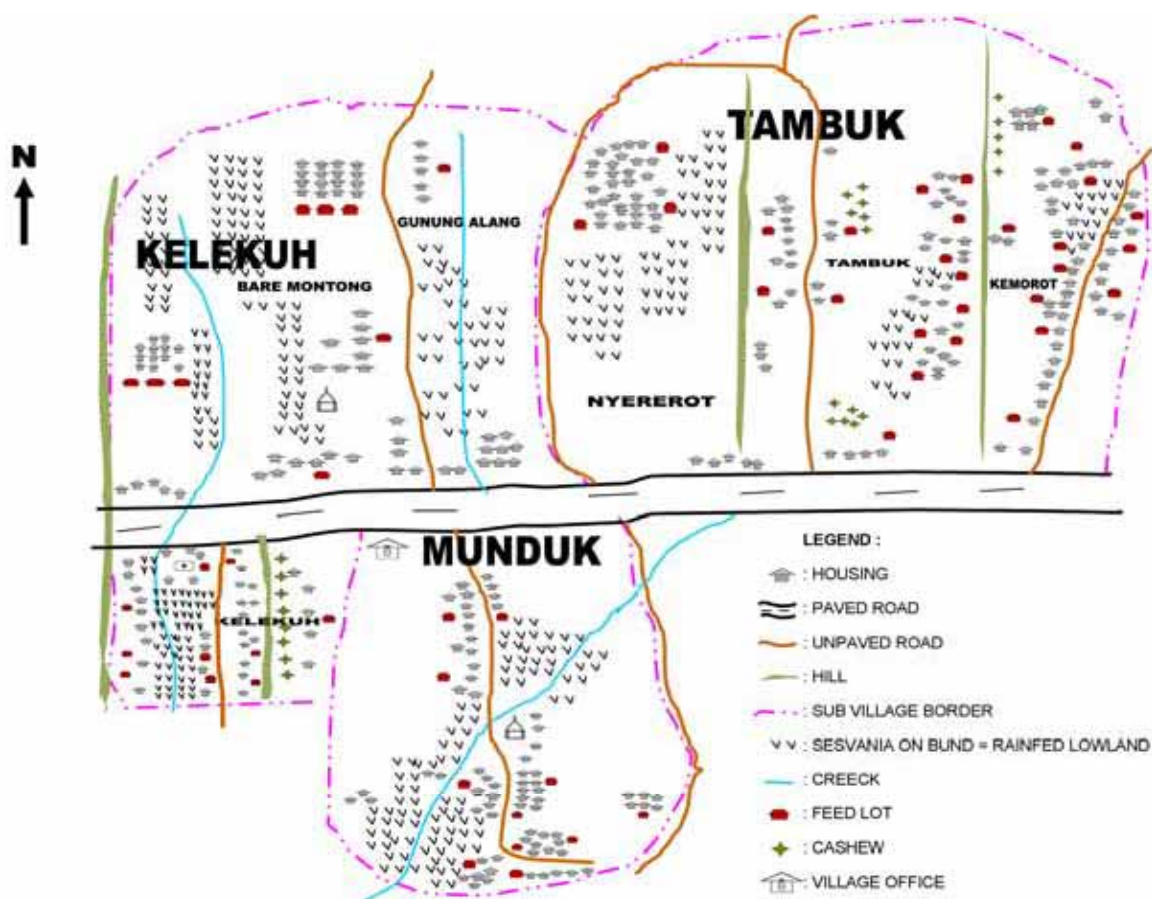 N
TAMBUK
KELEKUH
GUNUNG ALANG
BARE MONTONG
TAMBUK
KEMOROT
NYEREROT
MUNDUK
KELEKUH
LEGEND :
: HOUSING
: PAVED ROAD
: UNPAVED ROAD
: HILL
: SUB VILLAGE BORDER
: SESVANIA ON BUND = RAINFED LOWLAND
: CREECK
: FEED LOT
: CASHEW
: VILLAGE OFFICE